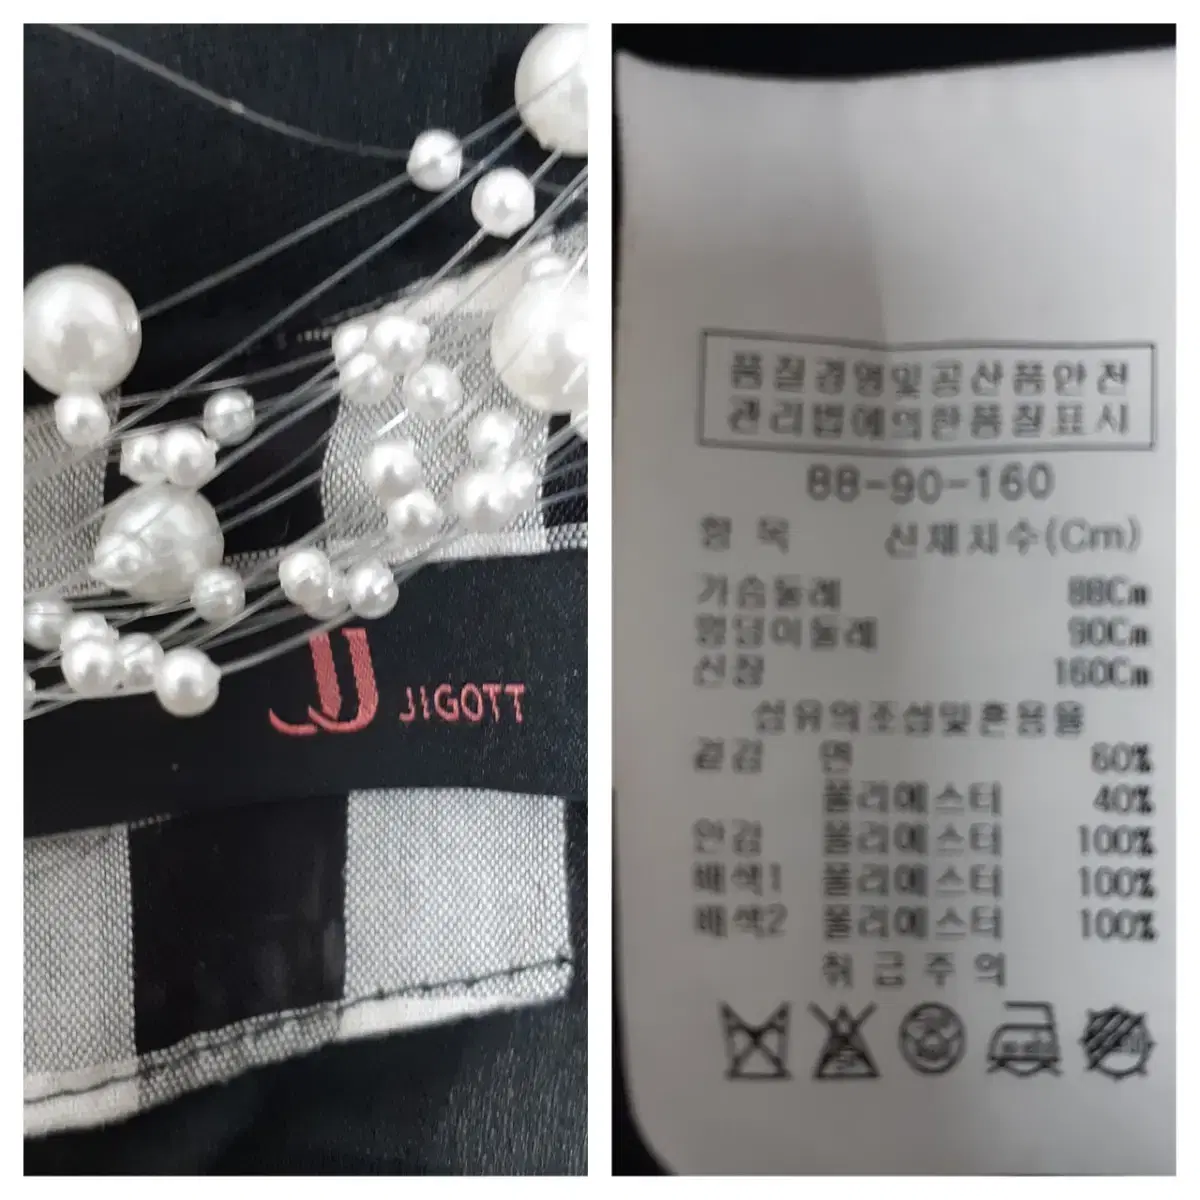 JJ JIGOTT
품질경영및공산품안전
관리법에의한품질표시
88-90-160
항 목 신체치수(Cm)
가슴둘레 88Cm
엉덩이둘레 90Cm
신장 160Cm
섬유의조성및혼용율
겉감 면 60%
폴리에스터 40%
안감 폴리에스터 100%
배색1 폴리에스터 100%
배색2 폴리에스터 100%
취급주의